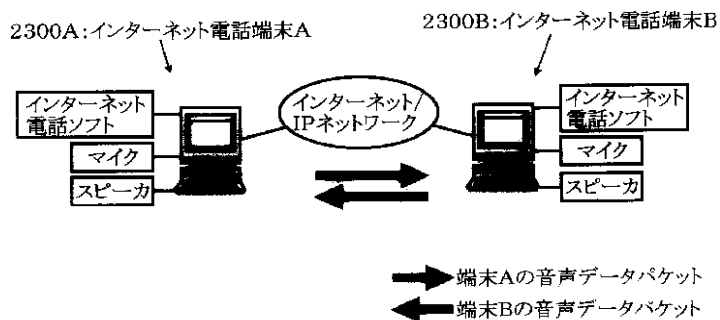 2300A:インターネット電話端末A
2300B:インターネット電話端末B
インターネット
電話ソフト
マイク
スピーカ
インターネット/
IPネットワーク
インターネット
電話ソフト
マイク
スピーカ
端末Aの音声データパケット
端末Bの音声データパケット